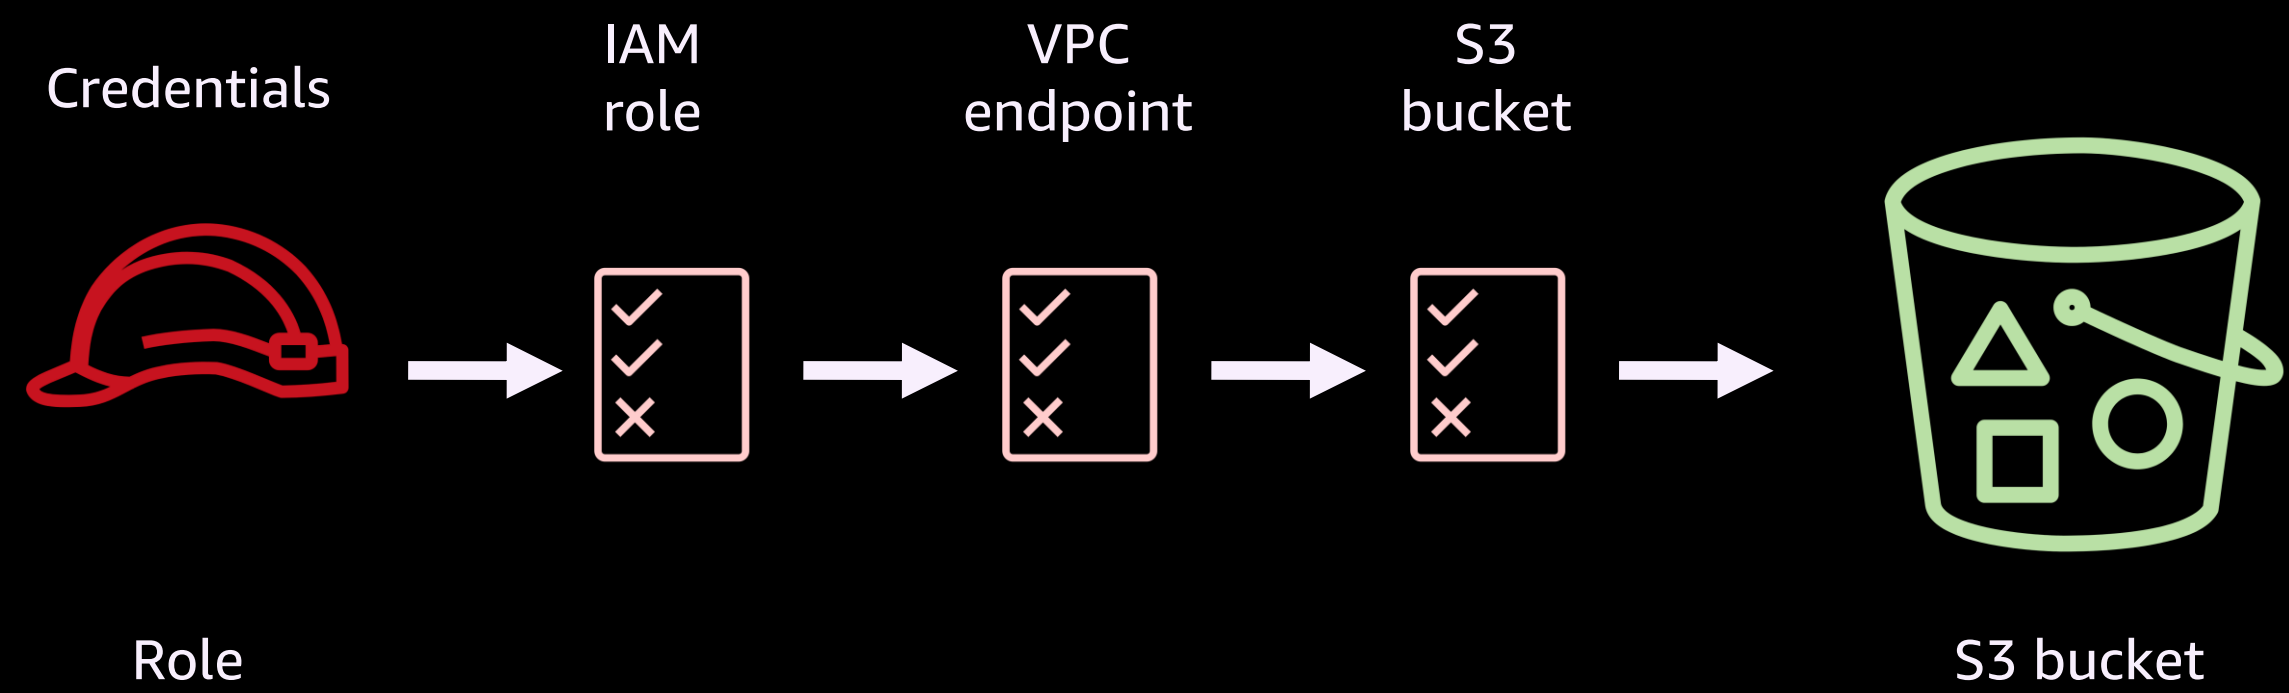 Credentials
IAM
role
VPC
endpoint
S3
bucket
Role
S3 bucket